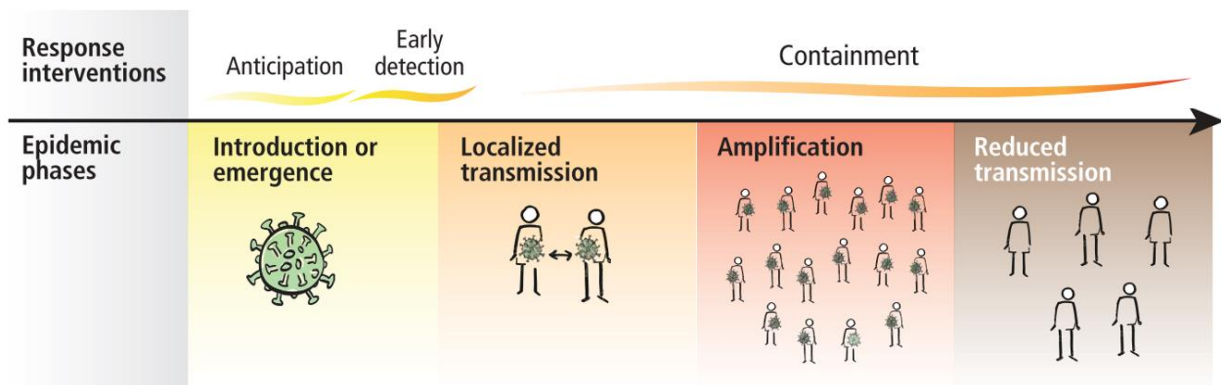 Response
interventions
Anticipation
Early
detection
Containment
Epidemic
phases
Introduction or
emergence
Localized
transmission
Amplification
Reduced
transmission